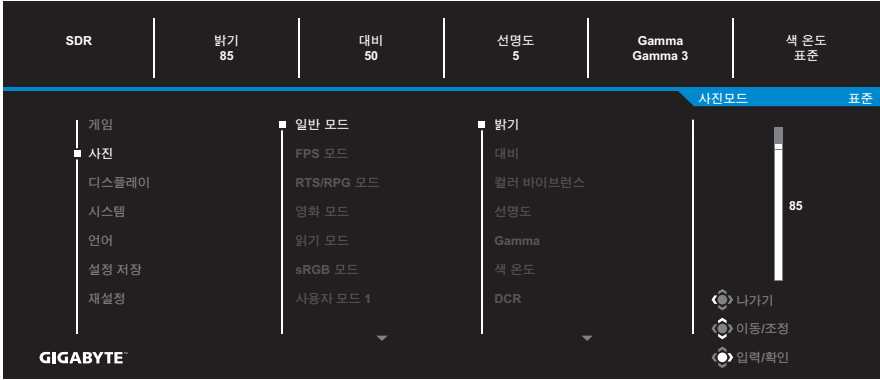 SDR
밝기
85
대비
50
선명도
5
Gamma
Gamma 3
색 온도
표준
사진모드 표준
게임
사진
디스플레이
시스템
언어
설정 저장
재설정
일반 모드
FPS 모드
RTS/RPG 모드
영화 모드
읽기 모드
sRGB 모드
사용자 모드 1
밝기
대비
컬러 바이브런스
선명도
Gamma
색 온도
DCR
85
나가기
이동/조정
입력/확인
GIGABYTE™